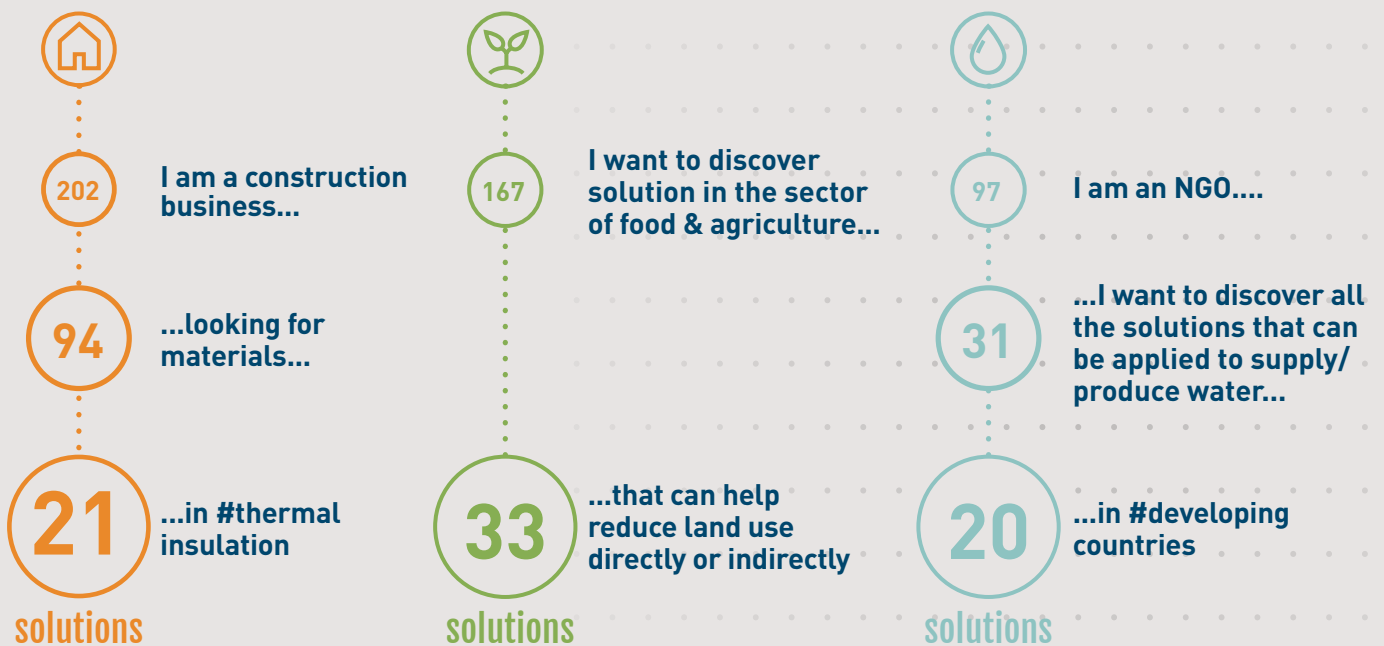 202
I am a construction
business...
94
...looking for
materials...
21
...in #thermal
insulation
solutions
167
I want to discover
solution in the sector
of food & agriculture...
33
...that can help
reduce land use
directly or indirectly
solutions
97
I am an NGO....
31
...I want to discover all
the solutions that can
be applied to supply/
produce water...
20
...in #developing
countries
solutions